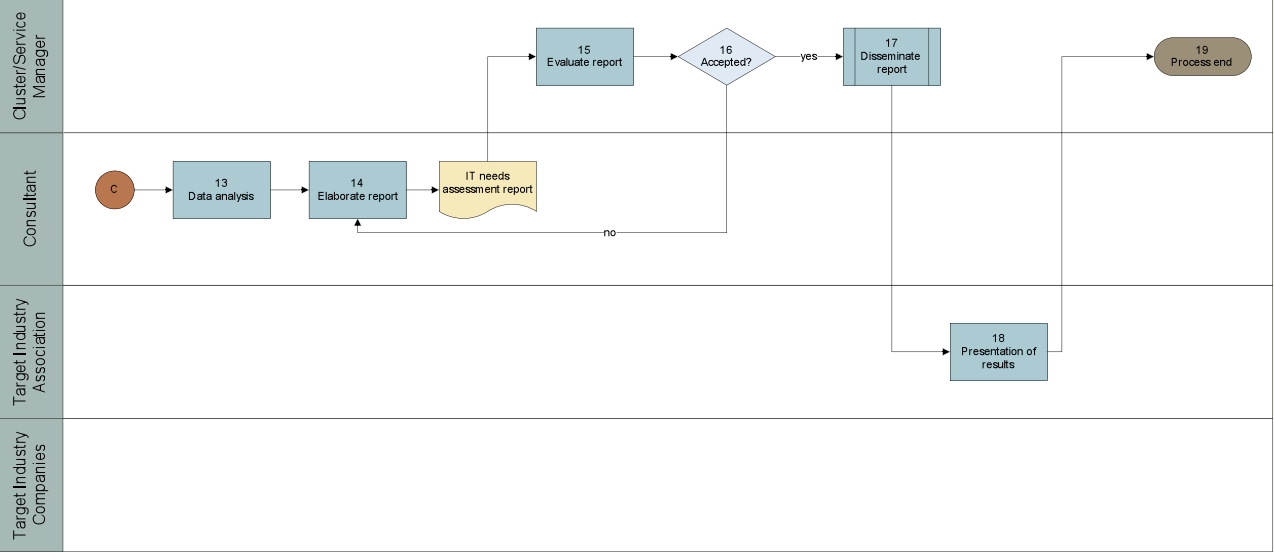 Cluster/Service
Manager
15
Evaluate report
16
Accepted?
yes
17
Disseminate
report
19
Process end
Consultant
C
13
Data analysis
14
Elaborate report
IT needs
assessment report
no
Target Industry
Association
18
Presentation of
results
Target Industry
Companies